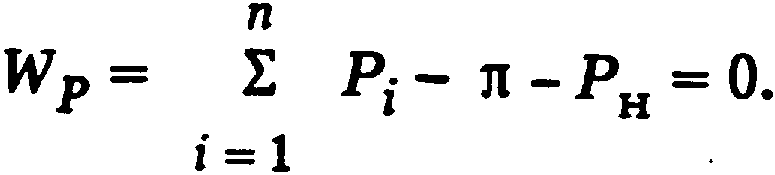 n
W_P = Σ P_i − π − P_н = 0.
i = 1